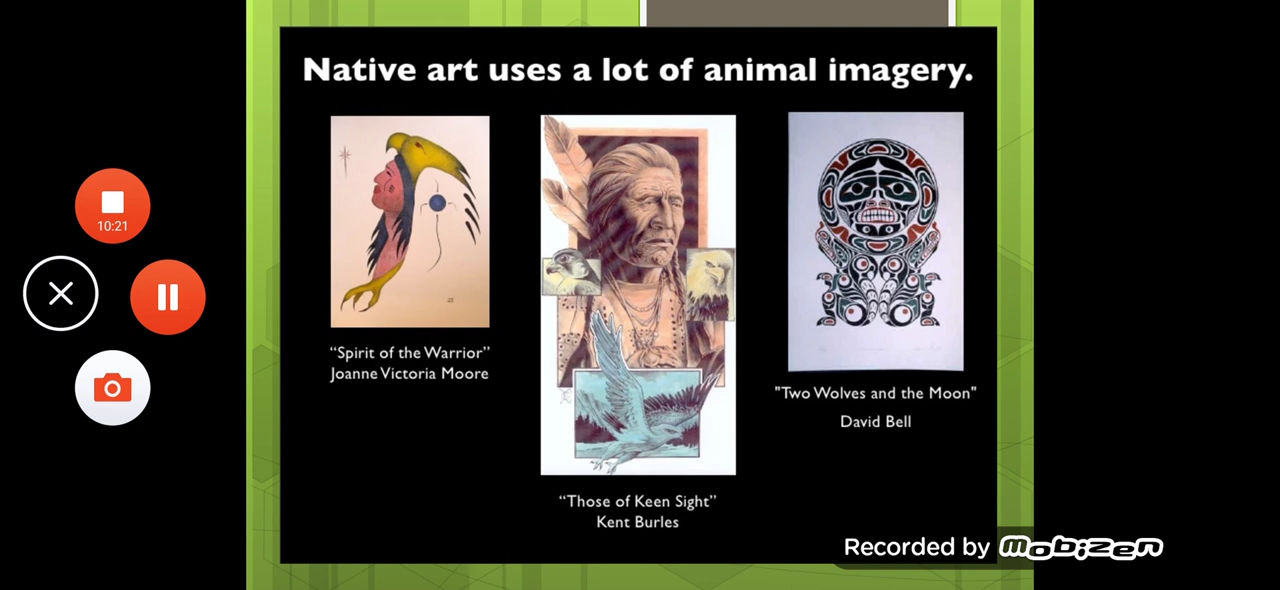 Native art uses a lot of animal imagery.
10:21
“Spirit of the Warrior”
Joanne Victoria Moore
"Two Wolves and the Moon"
David Bell
“Those of Keen Sight”
Kent Burles
Recorded by Mobizen